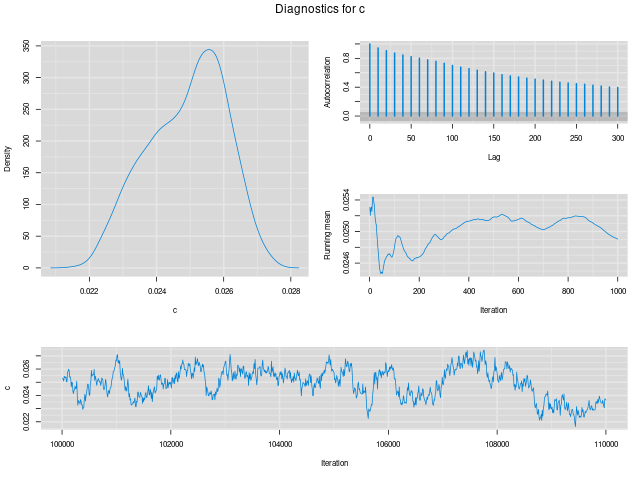 Diagnostics for c
350
300
250
200
150
100
50
0
Density
0.022 0.024 0.026 0.028
c
0.8
0.4
0.0
Autocorrelation
0 50 100 150 200 250 300
Lag
0.0254
0.0250
0.0246
Running mean
0 200 400 600 800 1000
Iteration
0.026
0.024
0.022
c
100000 102000 104000 106000 108000 110000
Iteration